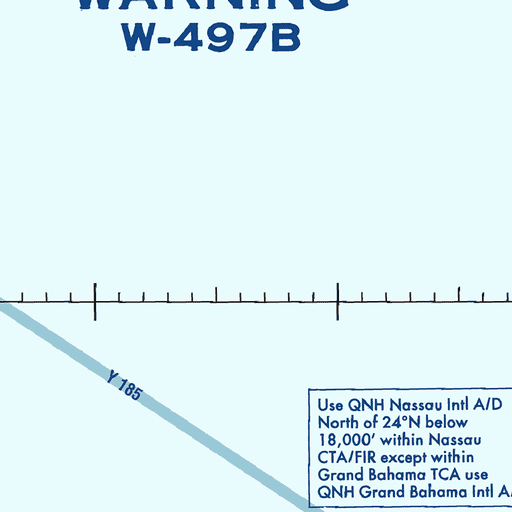 WARNING
W-497B
Y 185
Use QNH Nassau Intl A/D
North of 24°N below
18,000' within Nassau
CTA/FIR except within
Grand Bahama TCA use
QNH Grand Bahama Intl